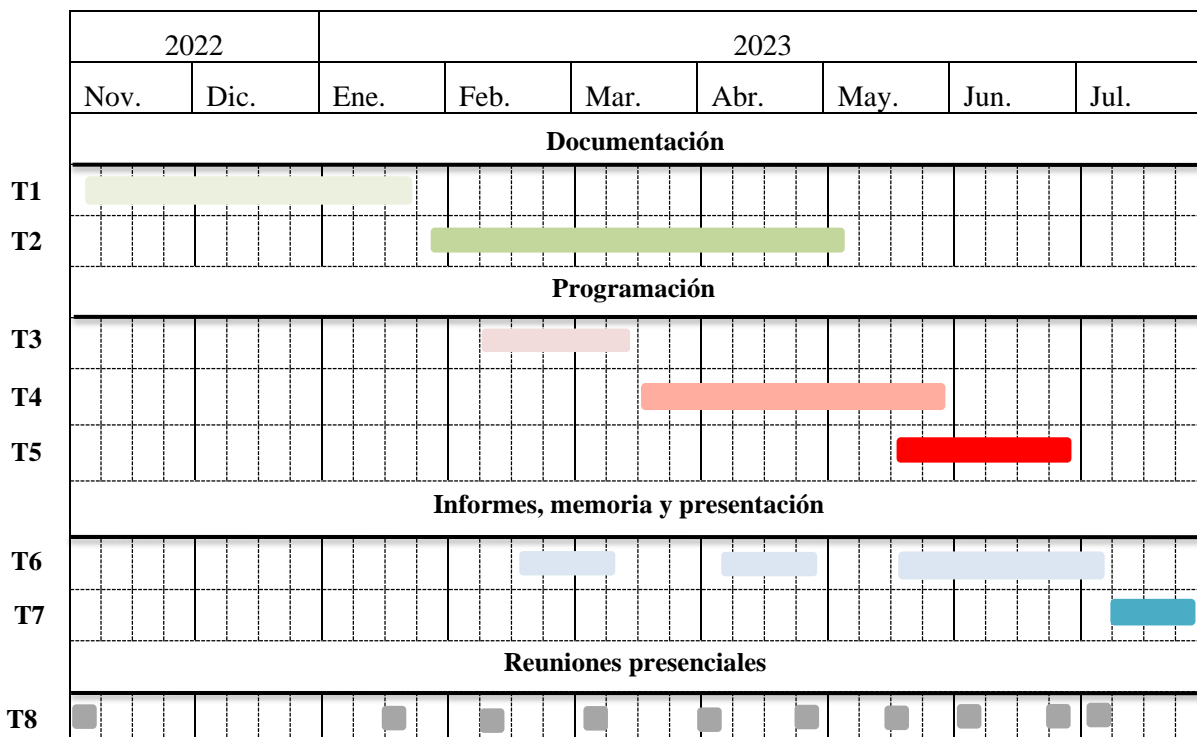 2022 2023
Nov. Dic. Ene. Feb. Mar. Abr. May. Jun. Jul.
Documentación
T1
T2
Programación
T3
T4
T5
Informes, memoria y presentación
T6
T7
Reuniones presenciales
T8